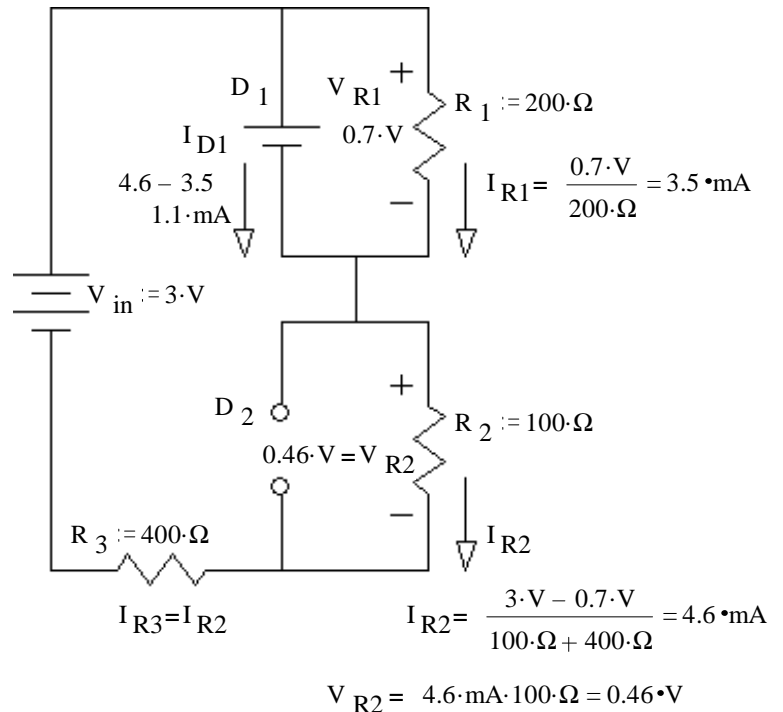 D 1
V R1
+
R 1 := 200·Ω
I D1
0.7·V
4.6 – 3.5
1.1·mA
–
I R1 = 0.7·V / 200·Ω = 3.5 •mA
V in := 3·V
+
D 2
R 2 := 100·Ω
0.46·V = V R2
–
R 3 := 400·Ω
I R2
I R3 = I R2
I R2 = 3·V – 0.7·V / 100·Ω + 400·Ω = 4.6 •mA
V R2 = 4.6·mA·100·Ω = 0.46 •V